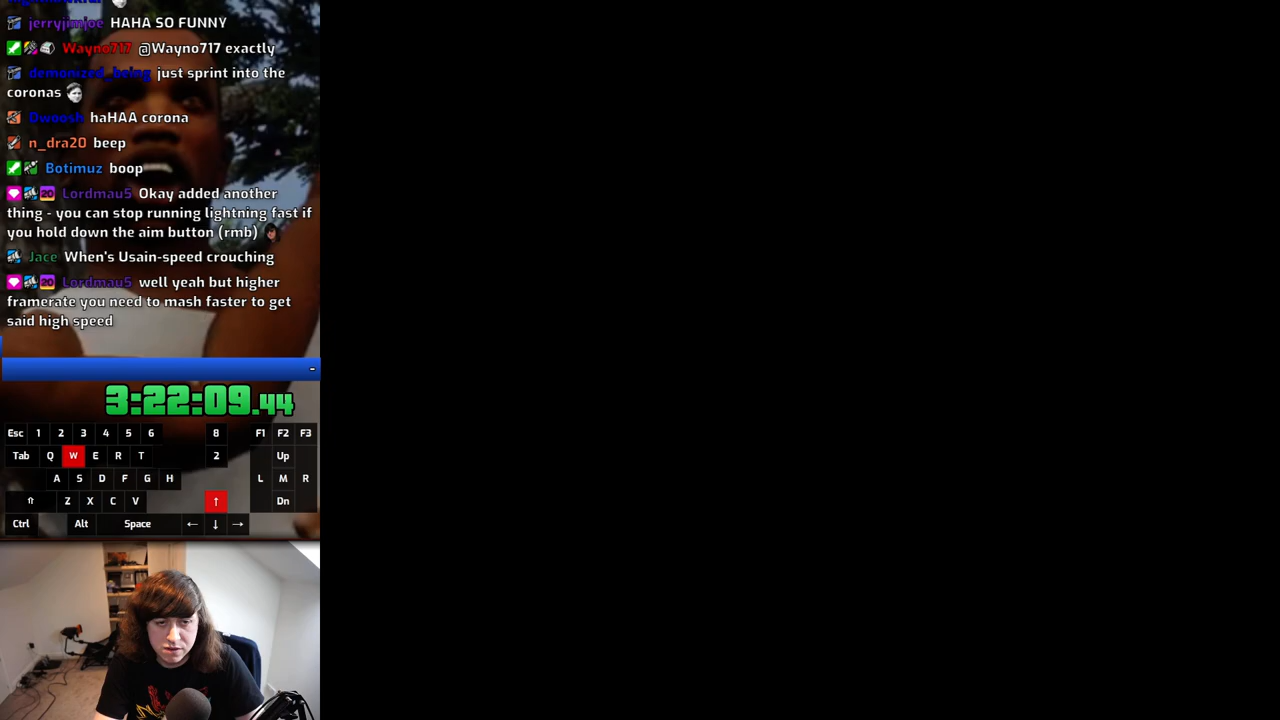 jerryjimjoe HAHA SO FUNNY
Wayno717 @Wayno717 exactly
demonized_being just sprint into the
coronas
Dwoosh haHAA corona
n_dra20 beep
Botimuz boop
20 Lordmau5 Okay added another
thing - you can stop running lightning fast if
you hold down the aim button (rmb)
Jace When's Usain-speed crouching
20 Lordmau5 well yeah but higher
framerate you need to mash faster to get
said high speed
-
3:22:09.44
Esc 1 2 3 4 5 6 8 F1 F2 F3
Tab Q W E R T 2 Up
A S D F G H L M R
⇧ Z X C V ↑ Dn
Ctrl Alt Space ← ↓ →